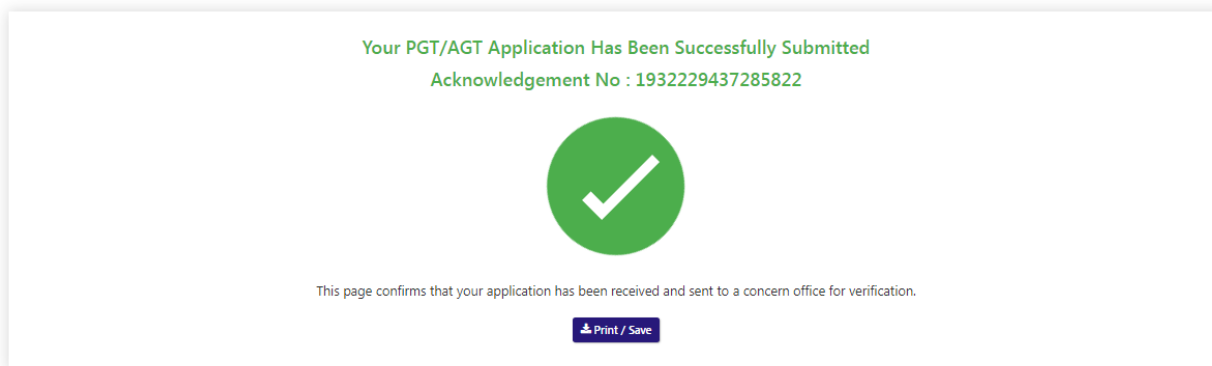 Your PGT/AGT Application Has Been Successfully Submitted
Acknowledgement No : 1932229437285822
This page confirms that your application has been received and sent to a concern office for verification.
Print / Save